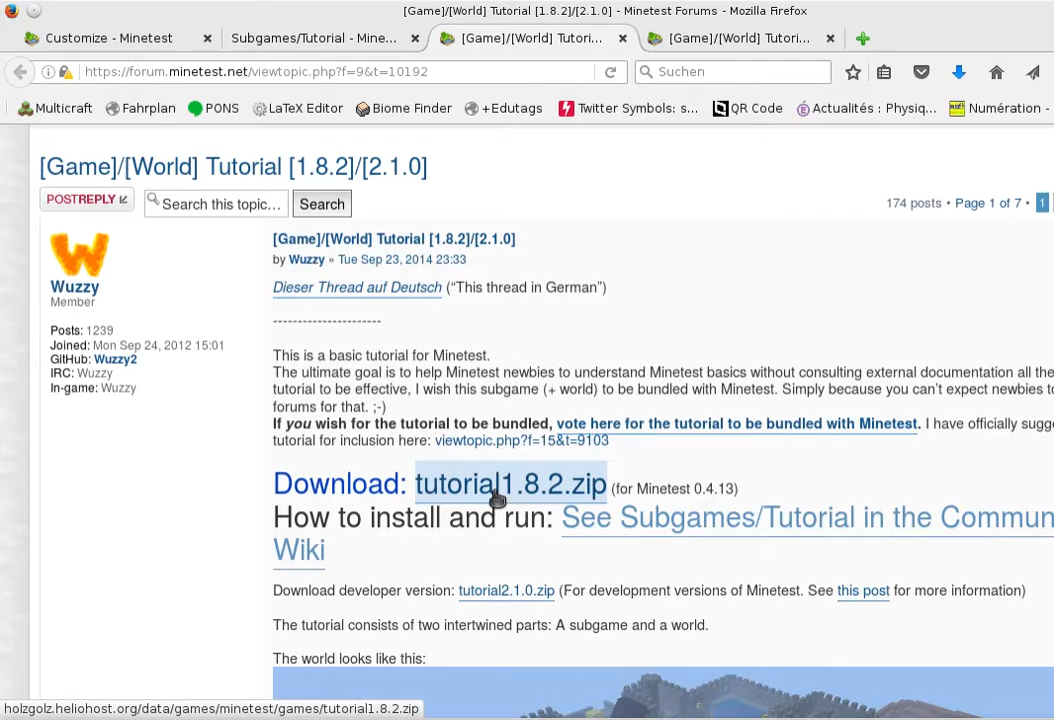 [Game]/[World] Tutorial [1.8.2]/[2.1.0] - Minetest Forums - Mozilla Firefox
Customize - Minetest
Subgames/Tutorial - Mine...
[Game]/[World] Tutori...
[Game]/[World] Tutori...
https://forum.minetest.net/viewtopic.php?f=9&t=10192
Suchen
Multicraft
Fahrplan
PONS
LaTeX Editor
Biome Finder
+Edutags
Twitter Symbols: s...
QR Code
Actualités : Physiq...
Numération -
[Game]/[World] Tutorial [1.8.2]/[2.1.0]
POSTREPLY
Search this topic...
Search
174 posts • Page 1 of 7 • 1
Wuzzy
Member
Posts: 1239
Joined: Mon Sep 24, 2012 15:01
GitHub: Wuzzy2
IRC: Wuzzy
In-game: Wuzzy
[Game]/[World] Tutorial [1.8.2]/[2.1.0]
by Wuzzy » Tue Sep 23, 2014 23:33
Dieser Thread auf Deutsch (“This thread in German”)
----------------------
This is a basic tutorial for Minetest.
The ultimate goal is to help Minetest newbies to understand Minetest basics without consulting external documentation all the
tutorial to be effective, I wish this subgame (+ world) to be bundled with Minetest. Simply because you can’t expect newbies to
forums for that. ;-)
If you wish for the tutorial to be bundled, vote here for the tutorial to be bundled with Minetest. I have officially sugge
tutorial for inclusion here: viewtopic.php?f=15&t=9103
Download: tutorial1.8.2.zip (for Minetest 0.4.13)
How to install and run: See Subgames/Tutorial in the Commun
Wiki
Download developer version: tutorial2.1.0.zip (For development versions of Minetest. See this post for more information)
The tutorial consists of two intertwined parts: A subgame and a world.
The world looks like this:
holzgolz.heliohost.org/data/games/minetest/games/tutorial1.8.2.zip